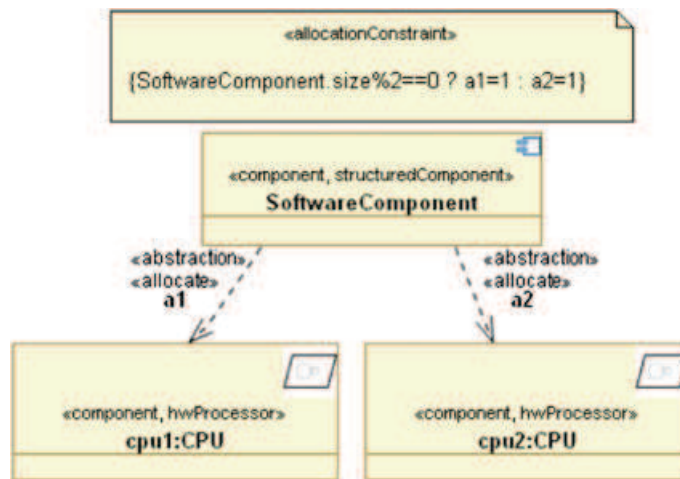 «allocationConstraint»
{SoftwareComponent.size%2==0 ? a1=1 : a2=1}
«component, structuredComponent»
SoftwareComponent
«abstraction»
«allocate»
a1
«abstraction»
«allocate»
a2
«component, hwProcessor»
cpu1:CPU
«component, hwProcessor»
cpu2:CPU